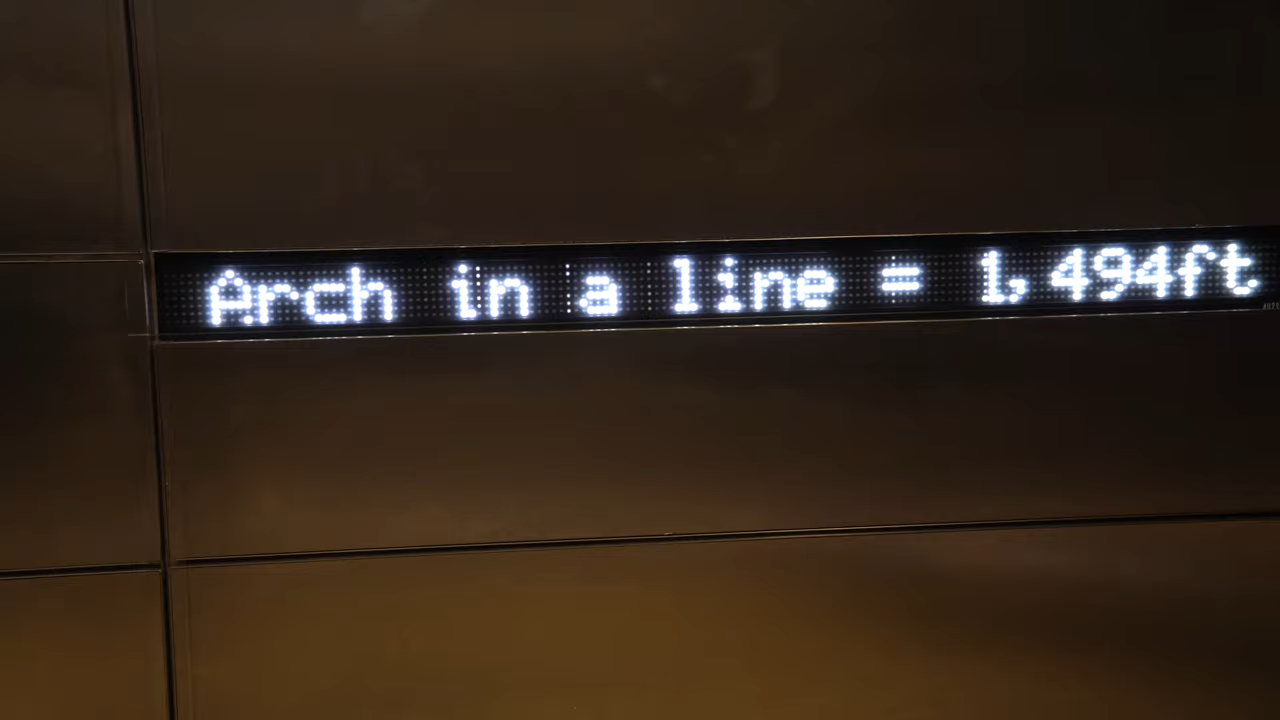 Arch in a line = 1,494ft